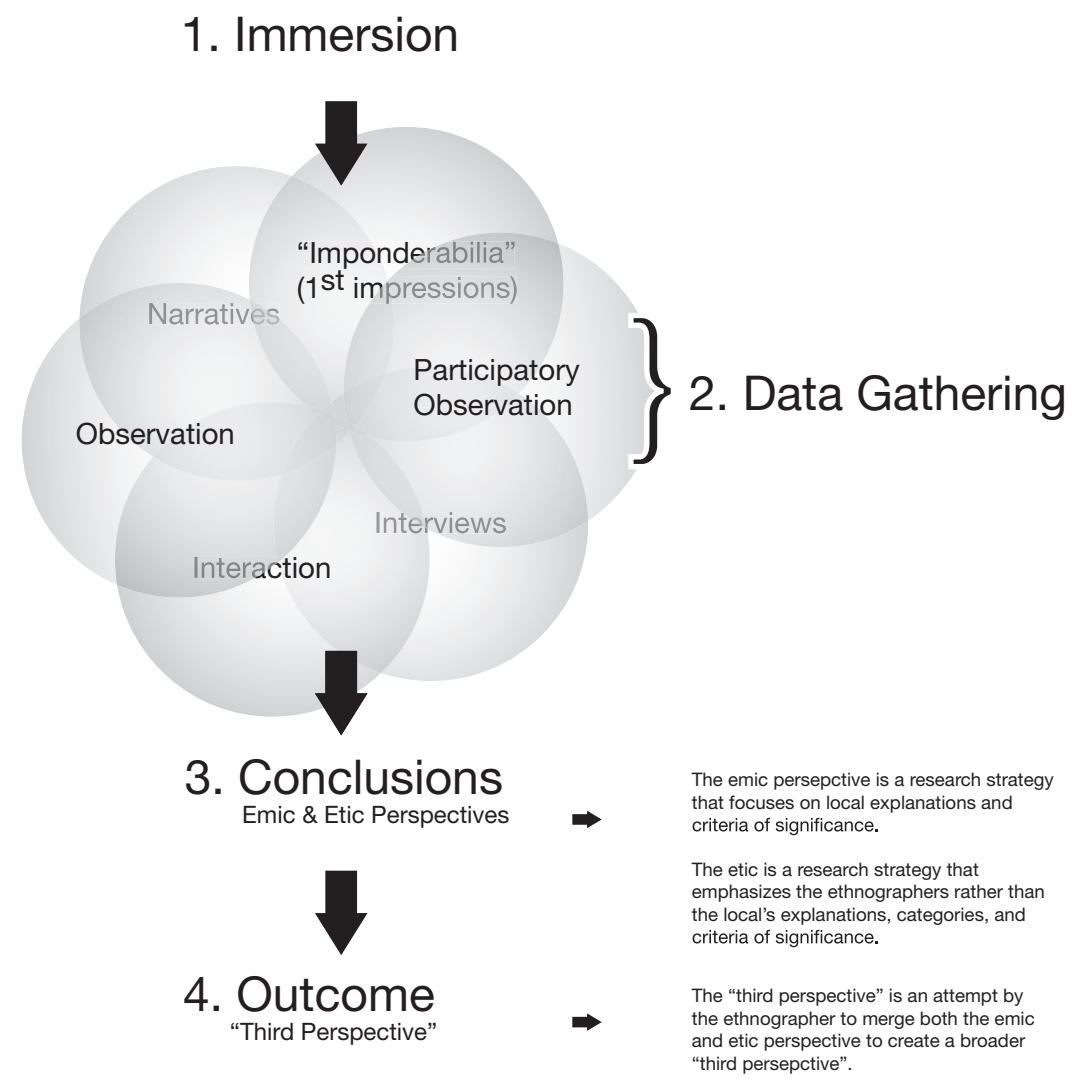 1. Immersion
“Imponderabilia”
(1st impressions)
Narratives
Participatory
Observation
2. Data Gathering
Observation
Interviews
Interaction
3. Conclusions
Emic & Etic Perspectives
The emic persepctive is a research strategy
that focuses on local explanations and
criteria of significance.
The etic is a research strategy that
emphasizes the ethnographers rather than
the local’s explanations, categories, and
criteria of significance.
4. Outcome
“Third Perspective”
The “third perspective” is an attempt by
the ethnographer to merge both the emic
and etic perspective to create a broader
“third persepctive”.